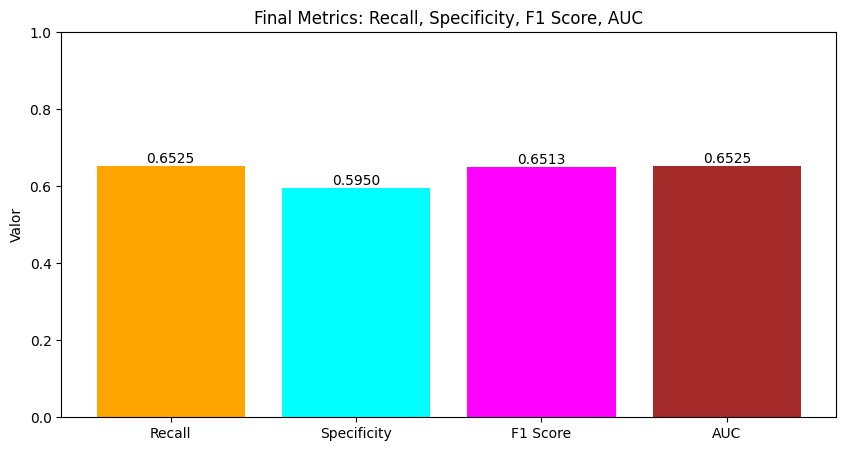 Final Metrics: Recall, Specificity, F1 Score, AUC
1.0
0.8
0.6
0.4
0.2
0.0
Valor
0.6525
0.5950
0.6513
0.6525
Recall
Specificity
F1 Score
AUC